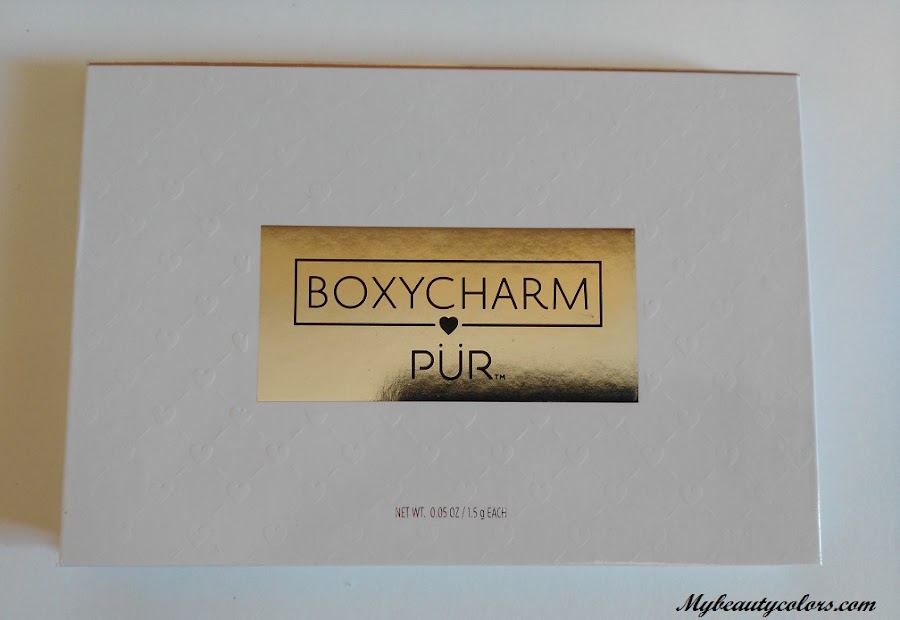 BOXYCHARM
PÜR™
NET WT. 0.05 OZ / 1.5 g EACH
Mybeautycolors.com